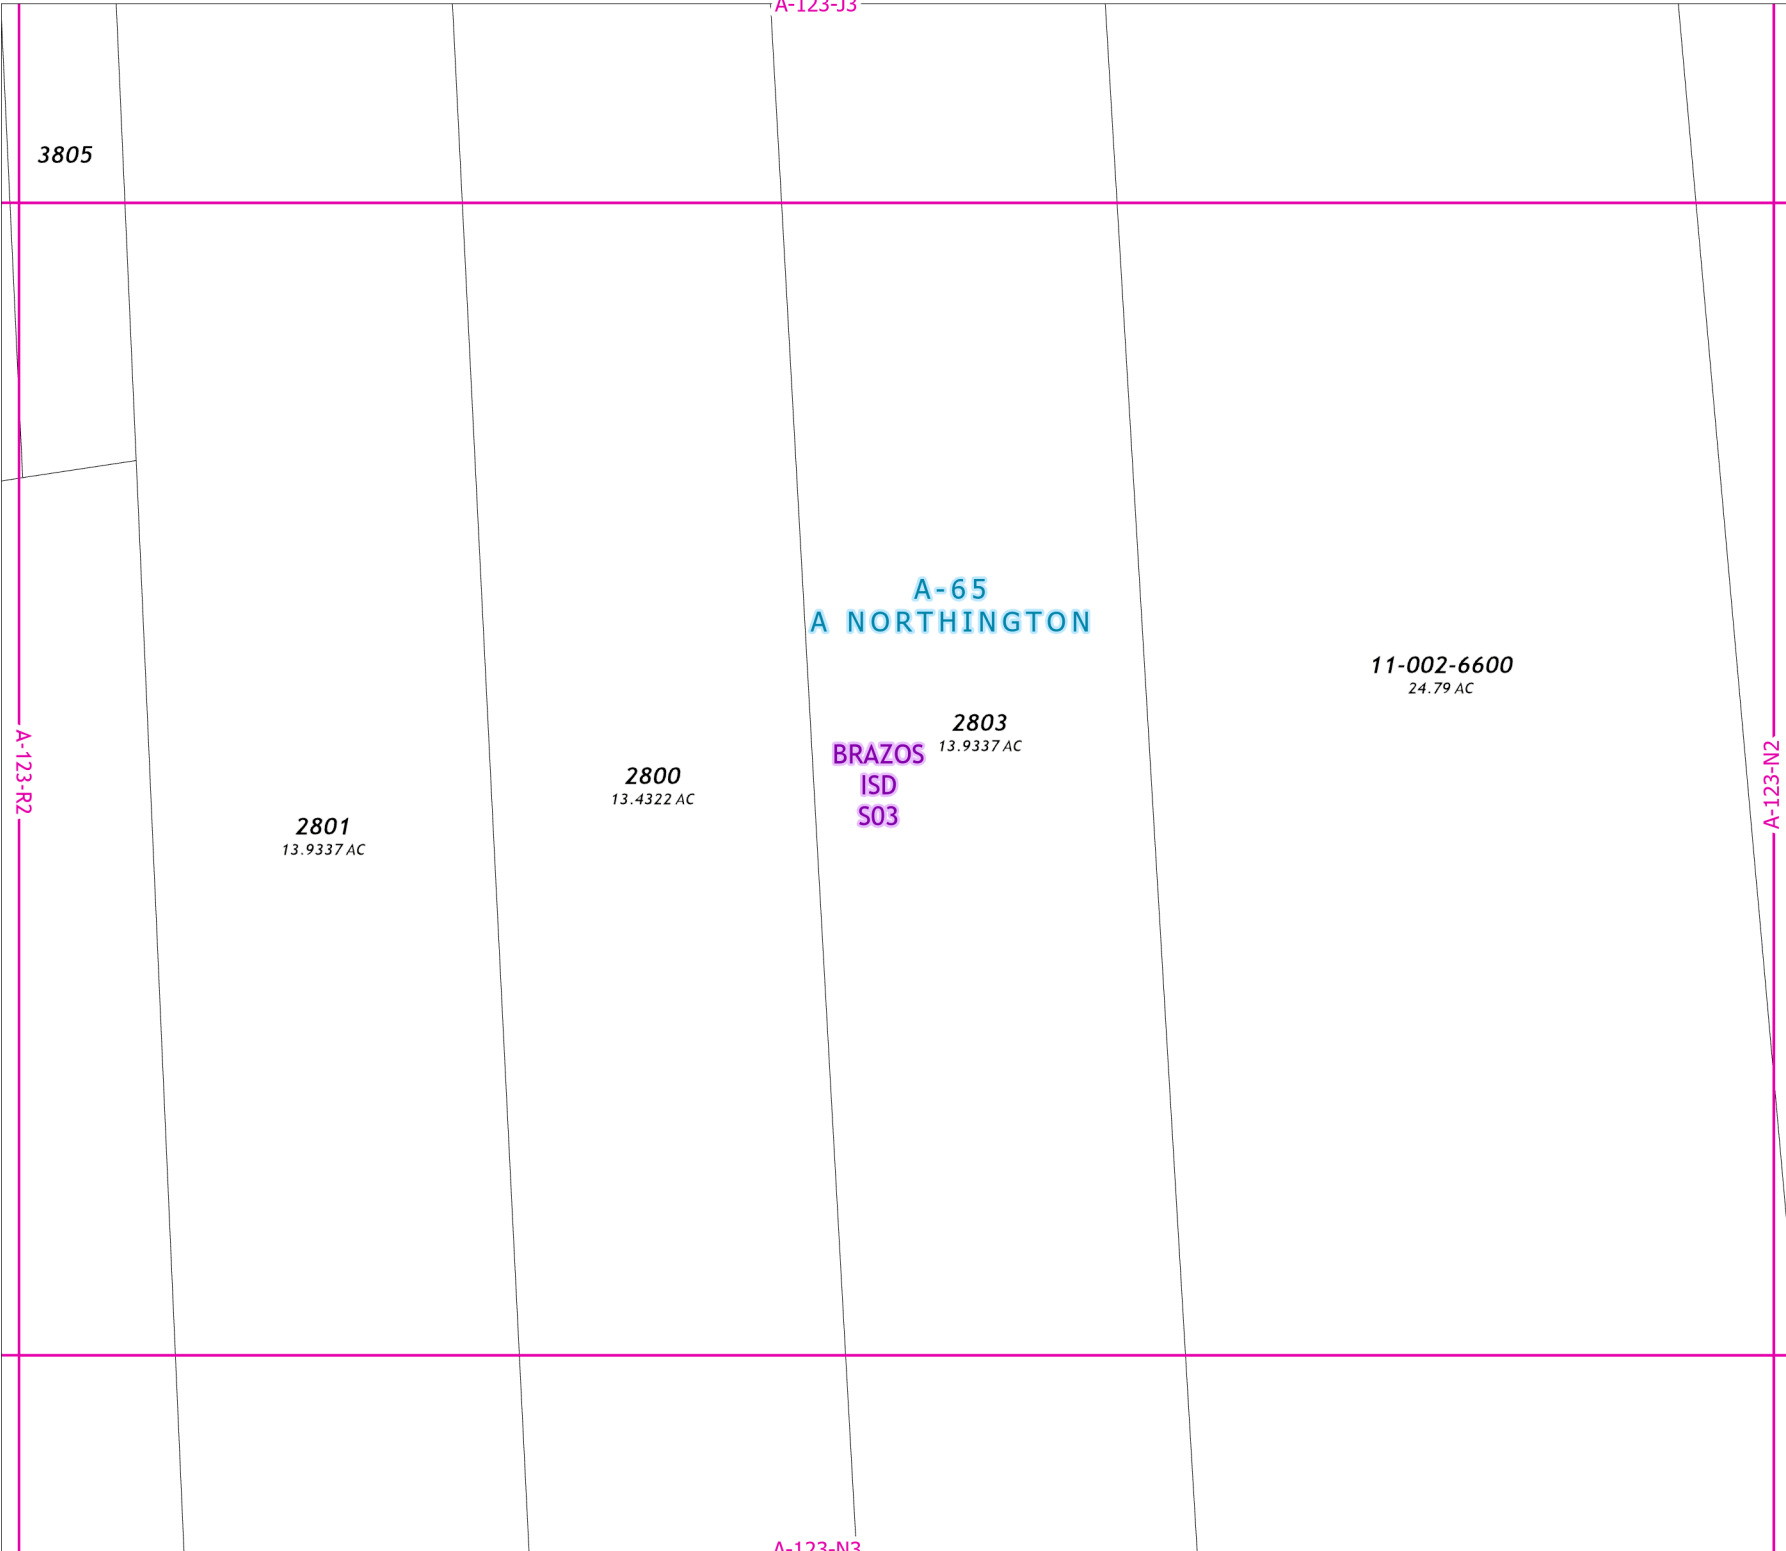 A-123-J3
3805
A-65
A NORTHINGTON
11-002-6600
24.79 AC
2803
13.9337 AC
BRAZOS
ISD
S03
2800
13.4322 AC
2801
13.9337 AC
A-123-R2
A-123-N2
A-123-N3